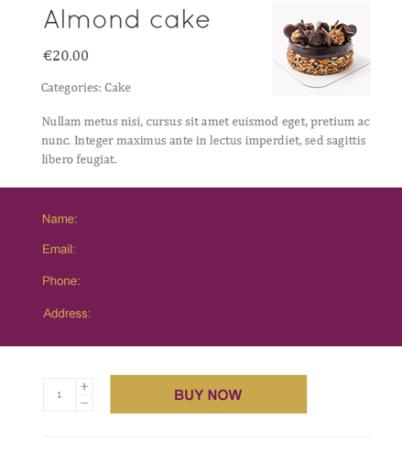 Almond cake
€20.00
Categories: Cake
Nullam metus nisi, cursus sit amet euismod eget, pretium ac
nunc. Integer maximus ante in lectus imperdiet, sed sagittis
libero feugiat.
Name:
Email:
Phone:
Address:
1 + −
BUY NOW